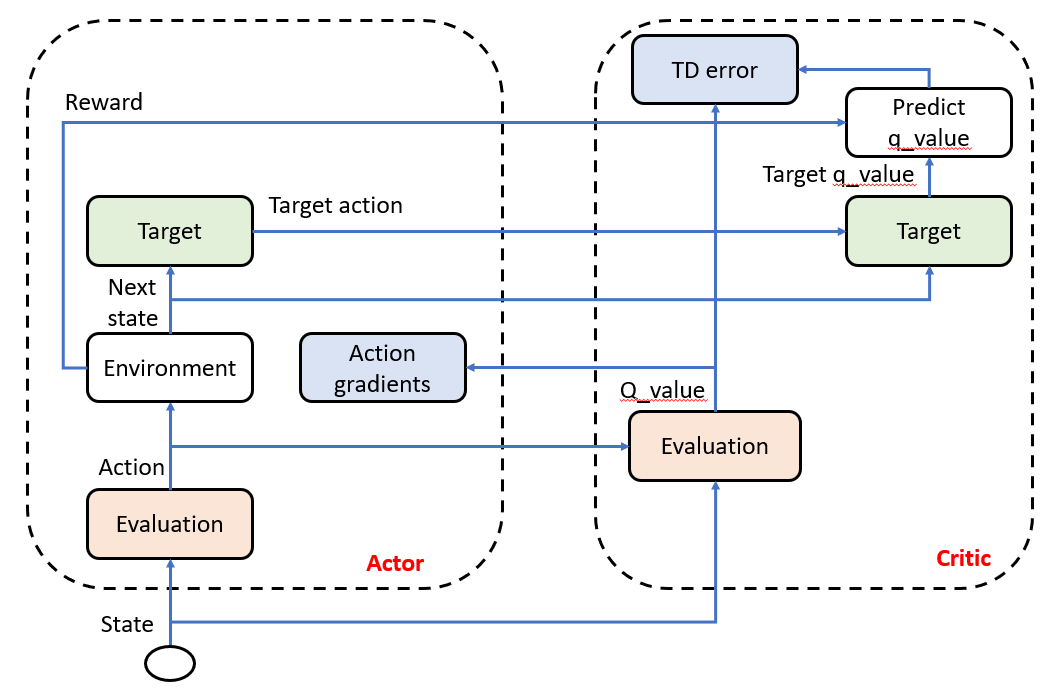 TD error
Reward
Predict
q_value
Target q_value
Target action
Target
Target
Next
state
Environment
Action
gradients
Q_value
Evaluation
Action
Evaluation
Actor
Critic
State